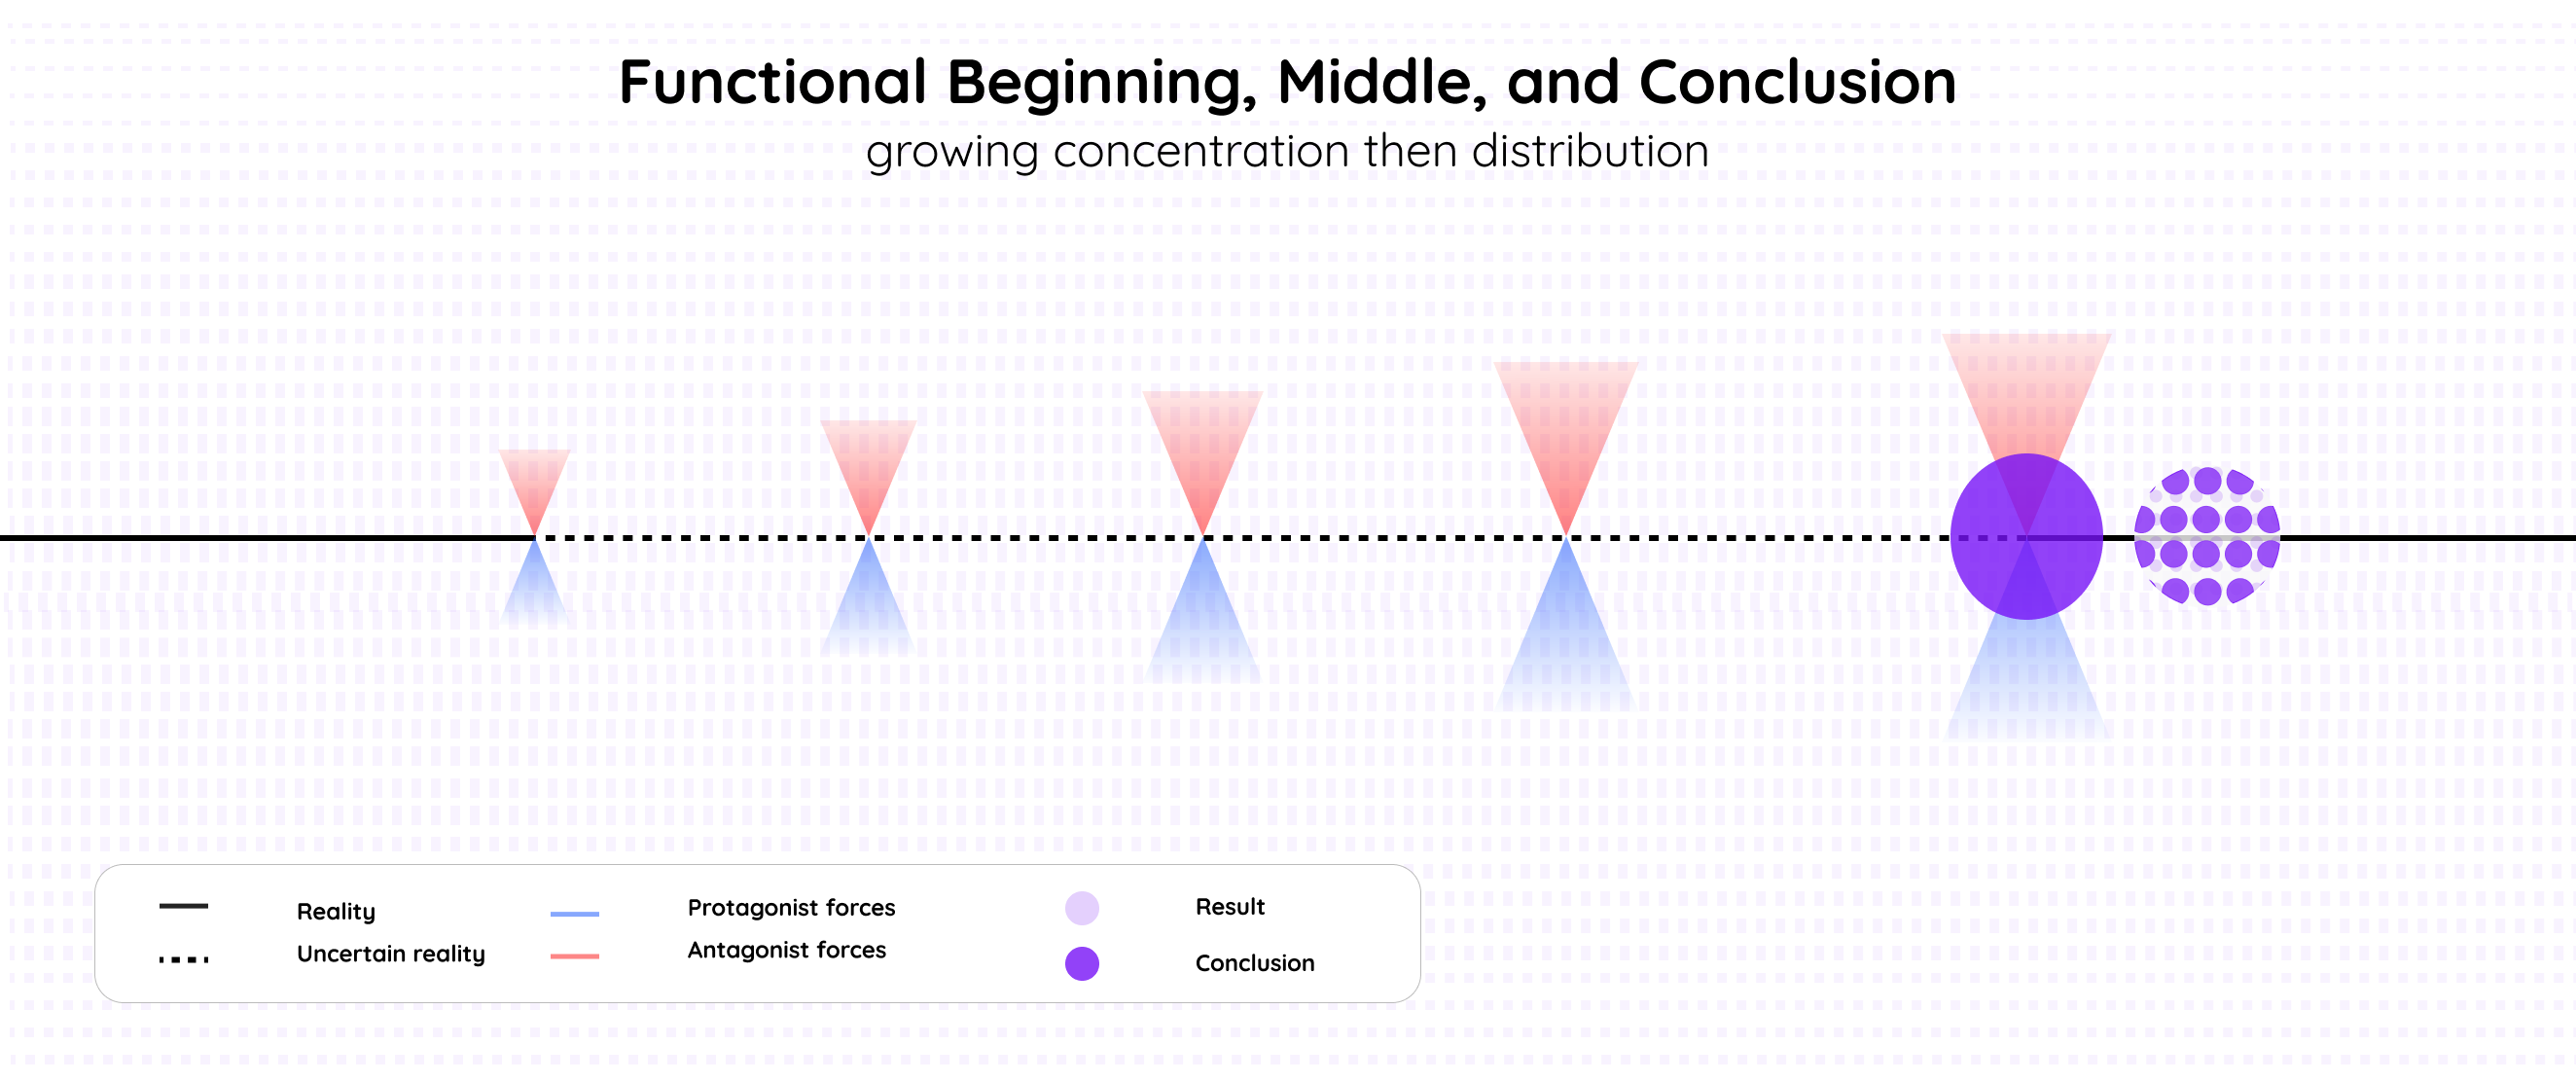 Functional Beginning, Middle, and Conclusion
growing concentration then distribution
Reality
Uncertain reality
Protagonist forces
Antagonist forces
Result
Conclusion